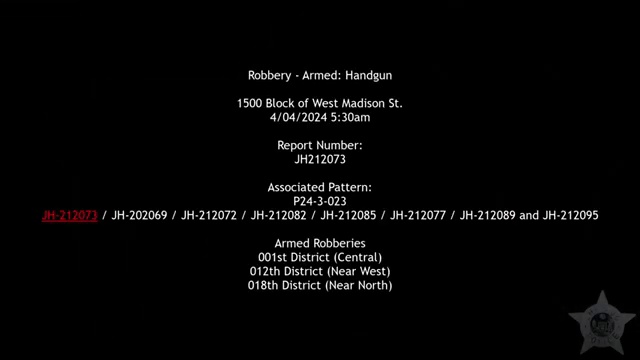 Robbery - Armed: Handgun
1500 Block of West Madison St.
4/04/2024 5:30am
Report Number:
JH212073
Associated Pattern:
P24-3-023
JH-212073 / JH-202069 / JH-212072 / JH-212082 / JH-212085 / JH-212077 / JH-212089 and JH-212095
Armed Robberies
001st District (Central)
012th District (Near West)
018th District (Near North)